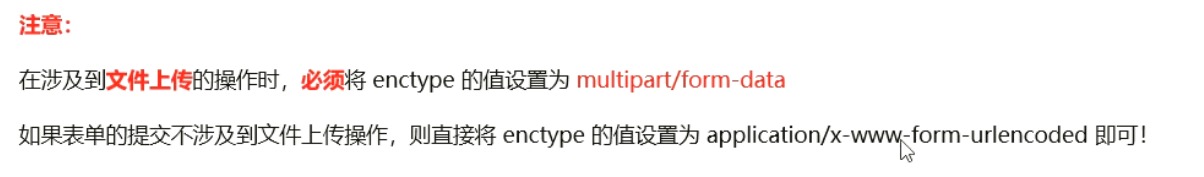 注意：
在涉及到文件上传的操作时，必须将 enctype 的值设置为 multipart/form-data
如果表单的提交不涉及到文件上传操作，则直接将 enctype 的值设置为 application/x-www-form-urlencoded 即可！